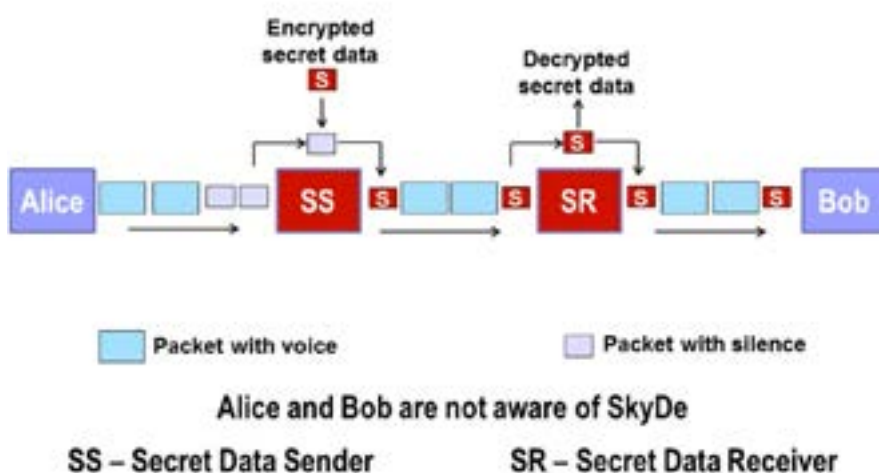 Encrypted
secret data
S
Decrypted
secret data
S
Alice
SS
S
S
SR
S
S
Bob
Packet with voice
Packet with silence
Alice and Bob are not aware of SkyDe
SS – Secret Data Sender
SR – Secret Data Receiver